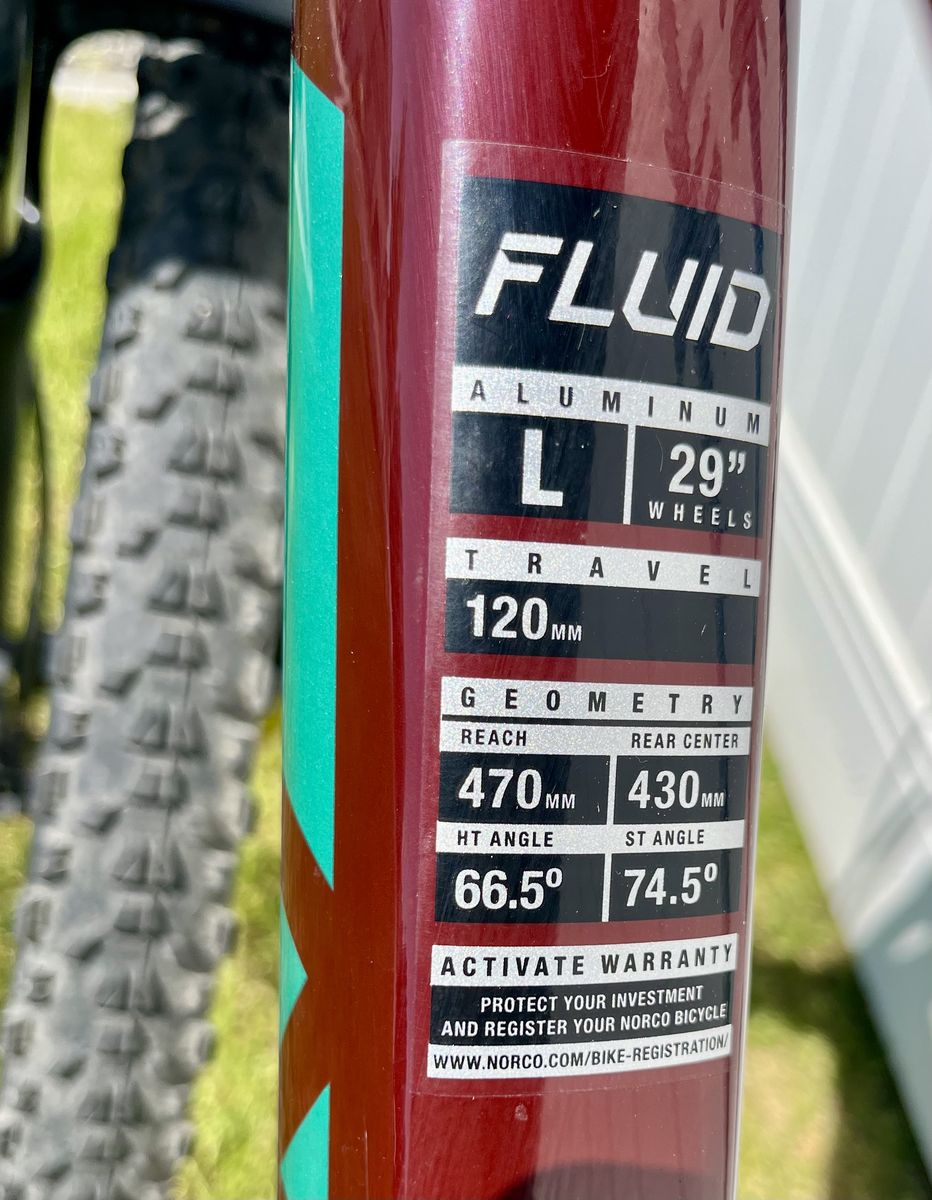 FLUID
ALUMINUM
L 29”
WHEELS
TRAVEL
120MM
GEOMETRY
REACH REAR CENTER
470MM 430MM
HT ANGLE ST ANGLE
66.5º 74.5º
ACTIVATE WARRANTY
PROTECT YOUR INVESTMENT
AND REGISTER YOUR NORCO BICYCLE
WWW.NORCO.COM/BIKE-REGISTRATION/